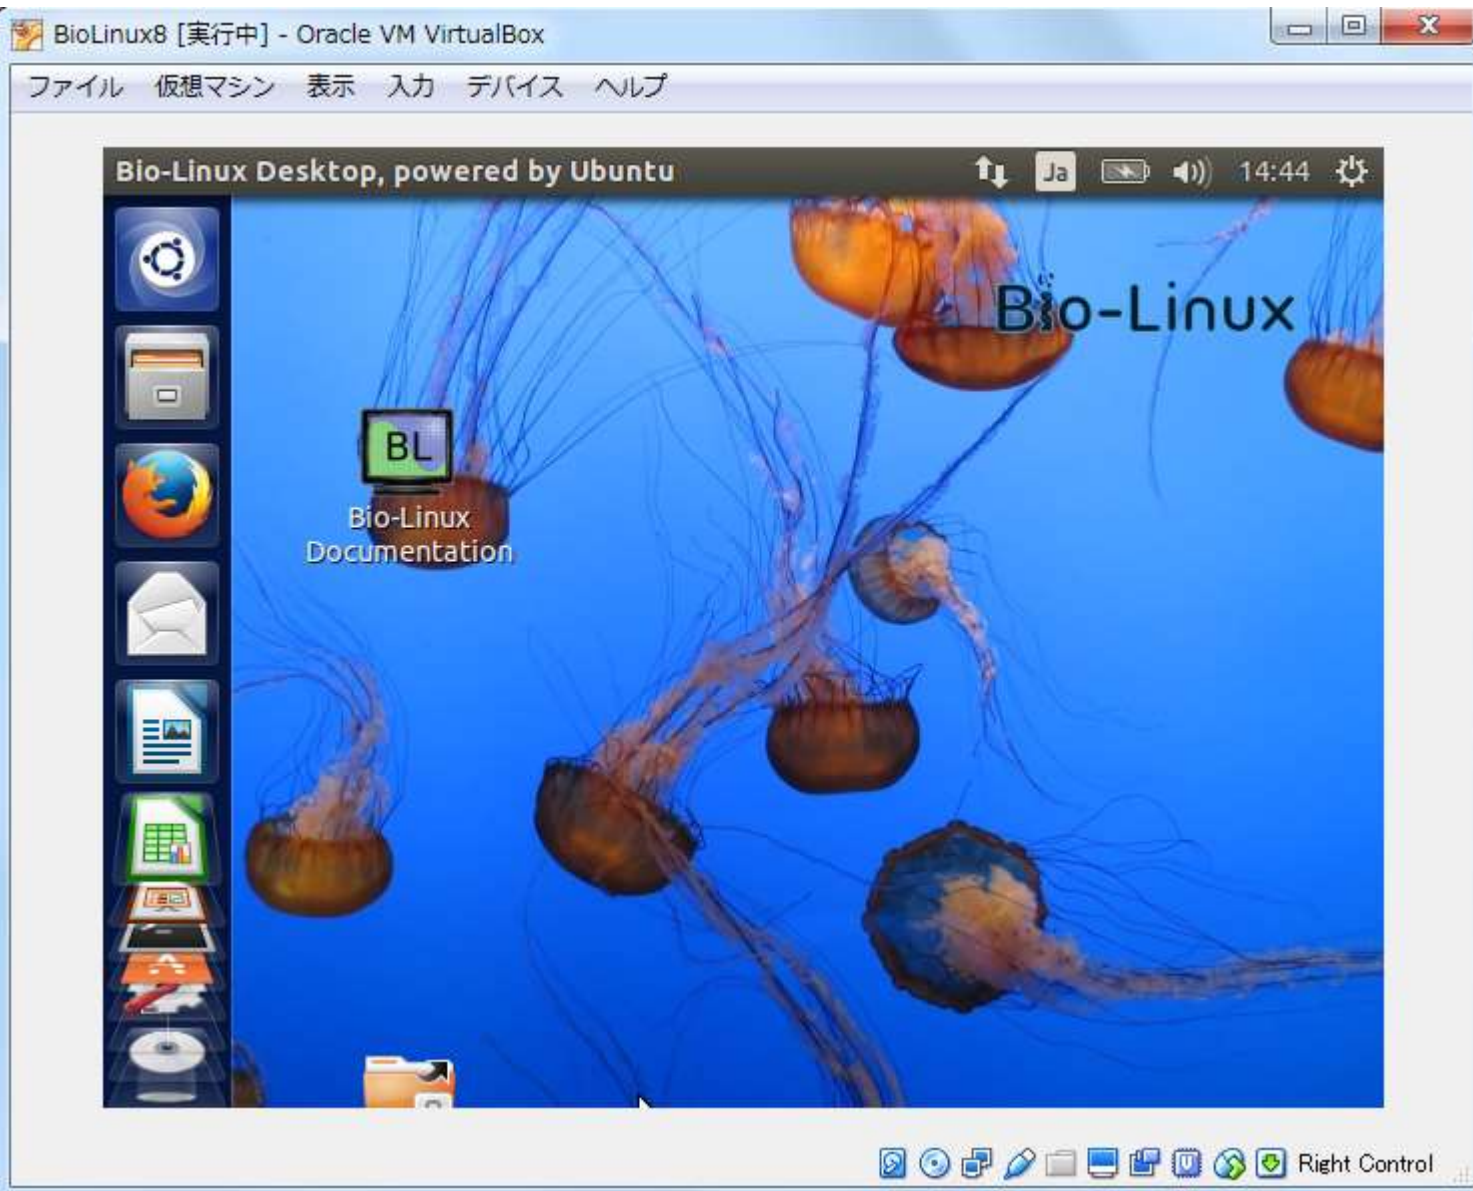 BioLinux8 [実行中] - Oracle VM VirtualBox
ファイル 仮想マシン 表示 入力 デバイス ヘルプ
Bio-Linux Desktop, powered by Ubuntu Ja 14:44
Bio-Linux
BL
Bio-Linux
Documentation
Right Control